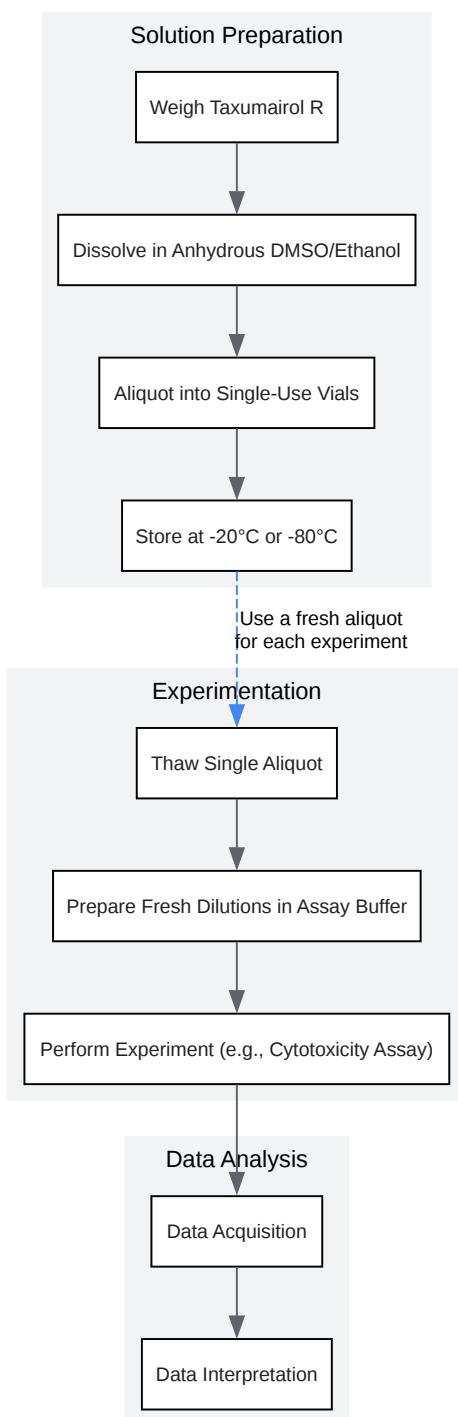 Solution Preparation
Weigh Taxumairol R
Dissolve in Anhydrous DMSO/Ethanol
Aliquot into Single-Use Vials
Store at -20°C or -80°C
Use a fresh aliquot
for each experiment
Experimentation
Thaw Single Aliquot
Prepare Fresh Dilutions in Assay Buffer
Perform Experiment (e.g., Cytotoxicity Assay)
Data Analysis
Data Acquisition
Data Interpretation